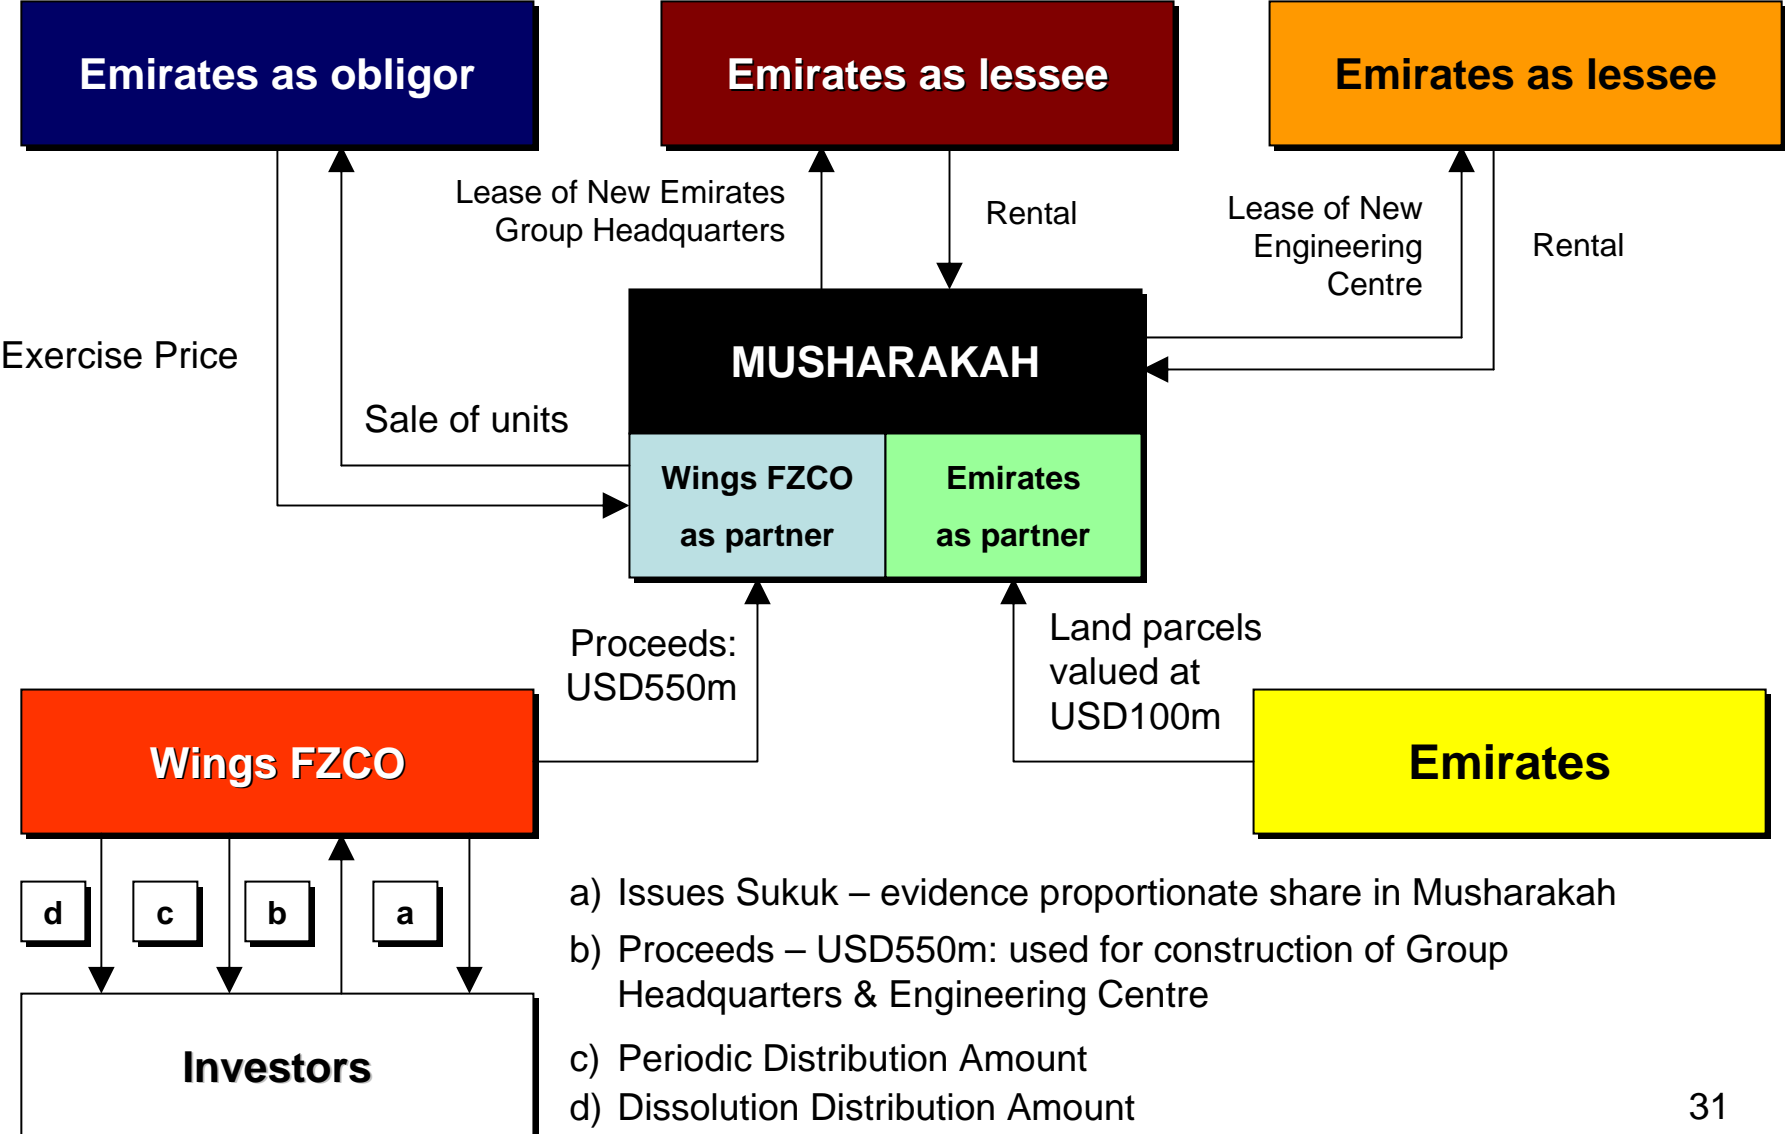 Emirates as obligor
Emirates as lessee
Emirates as lessee
Lease of New Emirates
Group Headquarters
Rental
Lease of New
Engineering
Centre
Rental
Exercise Price
Sale of units
MUSHARAKAH
Wings FZCO
as partner
Emirates
as partner
Proceeds:
USD550m
Land parcels
valued at
USD100m
Wings FZCO
Emirates
d
c
b
a
Investors
a) Issues Sukuk – evidence proportionate share in Musharakah
b) Proceeds – USD550m: used for construction of Group
Headquarters & Engineering Centre
c) Periodic Distribution Amount
d) Dissolution Distribution Amount
31